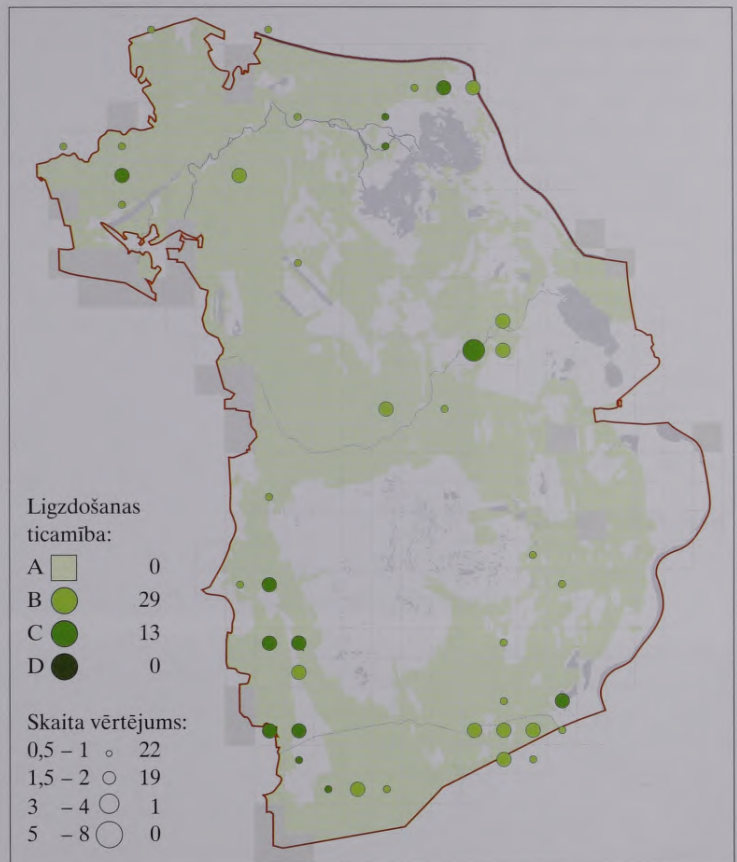 Ligzdošanas
ticamība:
A 0
B 29
C 13
D 0
Skaita vērtējums:
0,5 – 1 22
1,5 – 2 19
3 – 4 1
5 – 8 0